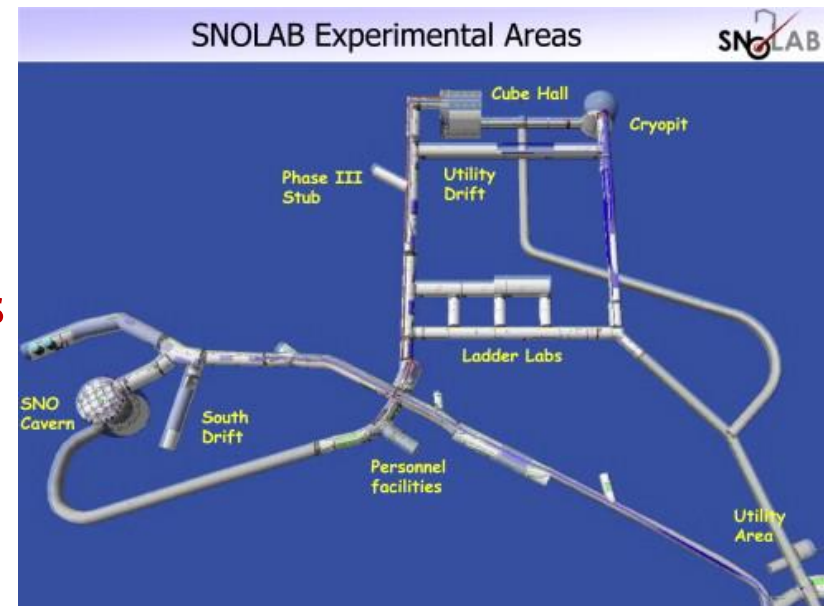 SNOLAB Experimental Areas
SNOLAB
Cube Hall
Cryopit
Phase III
Stub
Utility
Drift
Ladder Labs
SNO
Cavern
South
Drift
Personnel
facilities
Utility
Area